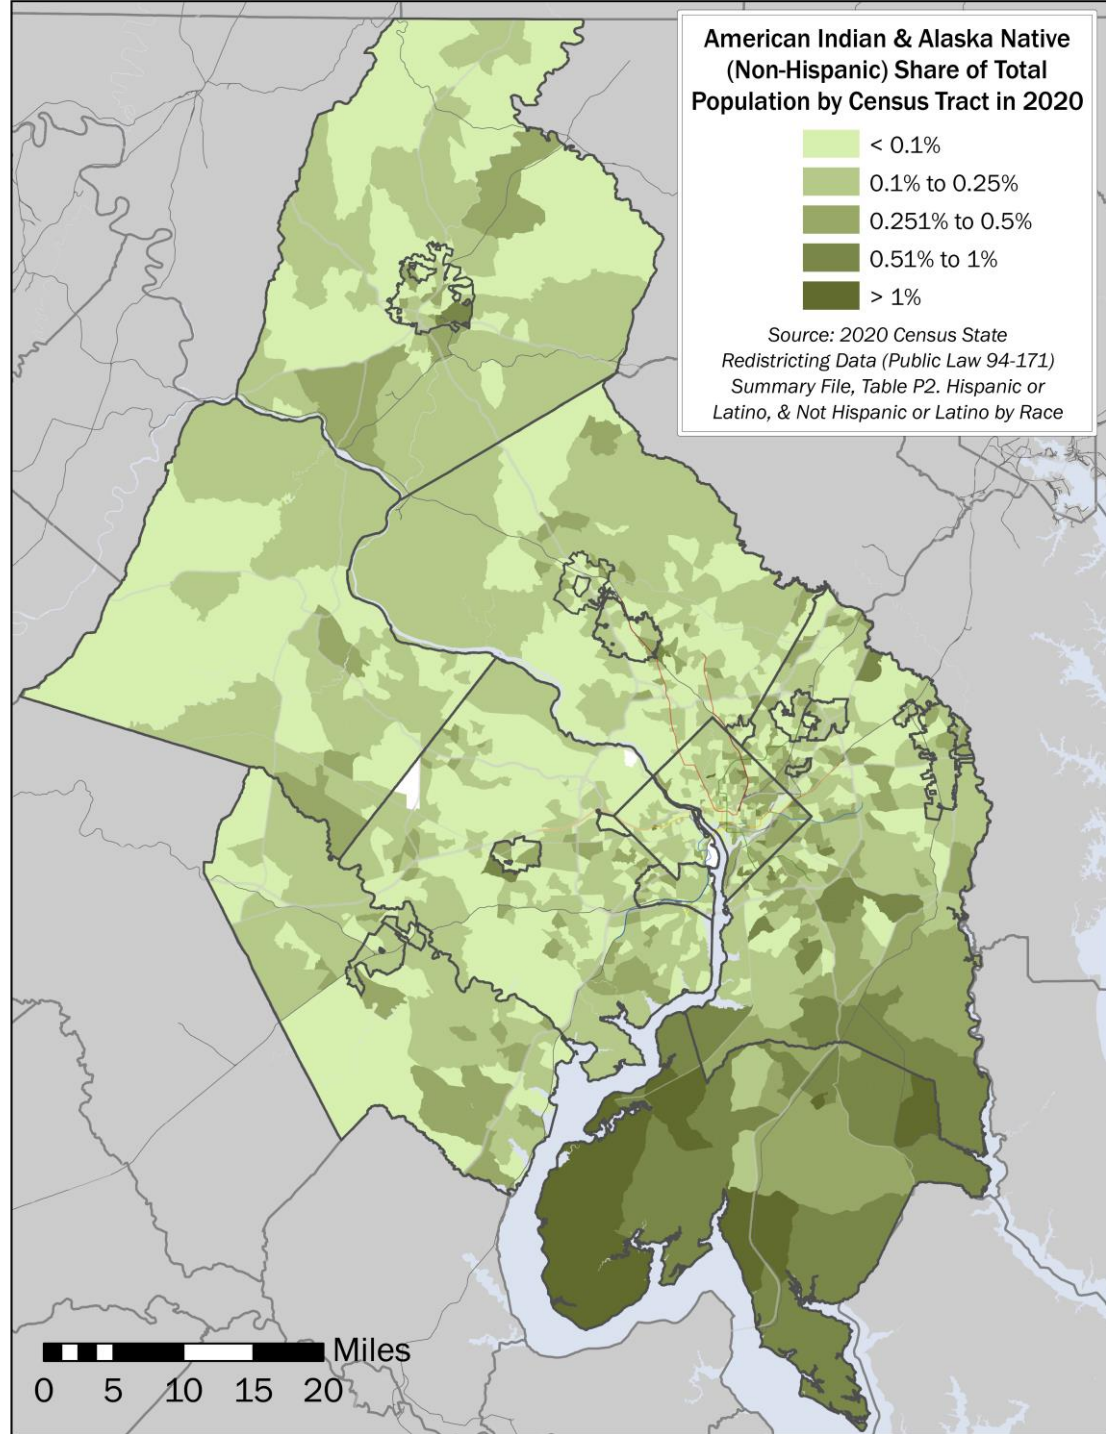 American Indian & Alaska Native
(Non-Hispanic) Share of Total
Population by Census Tract in 2020
< 0.1%
0.1% to 0.25%
0.251% to 0.5%
0.51% to 1%
> 1%
Source: 2020 Census State
Redistricting Data (Public Law 94-171)
Summary File, Table P2. Hispanic or
Latino, & Not Hispanic or Latino by Race
Miles
0 5 10 15 20